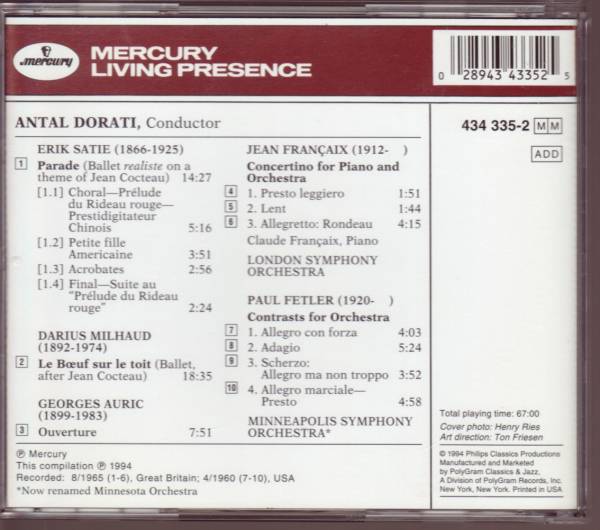 mercury
MERCURY
LIVING PRESENCE
0 28943 43352 5
ANTAL DORATI, Conductor
434 335-2 MM
ADD
ERIK SATIE (1866-1925)
1 Parade (Ballet realiste on a
theme of Jean Cocteau) 14:27
[1.1] Choral—Prélude
du Rideau rouge—
Prestidigitateur
Chinois 5:16
[1.2] Petite fille
Americaine 3:51
[1.3] Acrobates 2:56
[1.4] Final—Suite au
"Prélude du Rideau
rouge" 2:24
DARIUS MILHAUD
(1892-1974)
2 Le Bœuf sur le toit (Ballet,
after Jean Cocteau) 18:35
GEORGES AURIC
(1899-1983)
3 Ouverture 7:51
JEAN FRANÇAIX (1912- )
Concertino for Piano and
Orchestra
4 1. Presto leggiero 1:51
5 2. Lent 1:44
6 3. Allegretto: Rondeau 4:15
Claude Françaix, Piano
LONDON SYMPHONY
ORCHESTRA
PAUL FETLER (1920- )
Contrasts for Orchestra
7 1. Allegro con forza 4:03
8 2. Adagio 5:24
9 3. Scherzo:
Allegro ma non troppo 3:52
10 4. Allegro marciale—
Presto 4:58
MINNEAPOLIS SYMPHONY
ORCHESTRA*
℗ Mercury
This compilation ℗ 1994
Recorded: 8/1965 (1-6), Great Britain; 4/1960 (7-10), USA
*Now renamed Minnesota Orchestra
Total playing time: 67:00
Cover photo: Henry Ries
Art direction: Ton Friesen
© 1994 Philips Classics Productions
Manufactured and Marketed
by PolyGram Classics & Jazz,
A Division of PolyGram Records, Inc.
New York, New York. Printed in USA